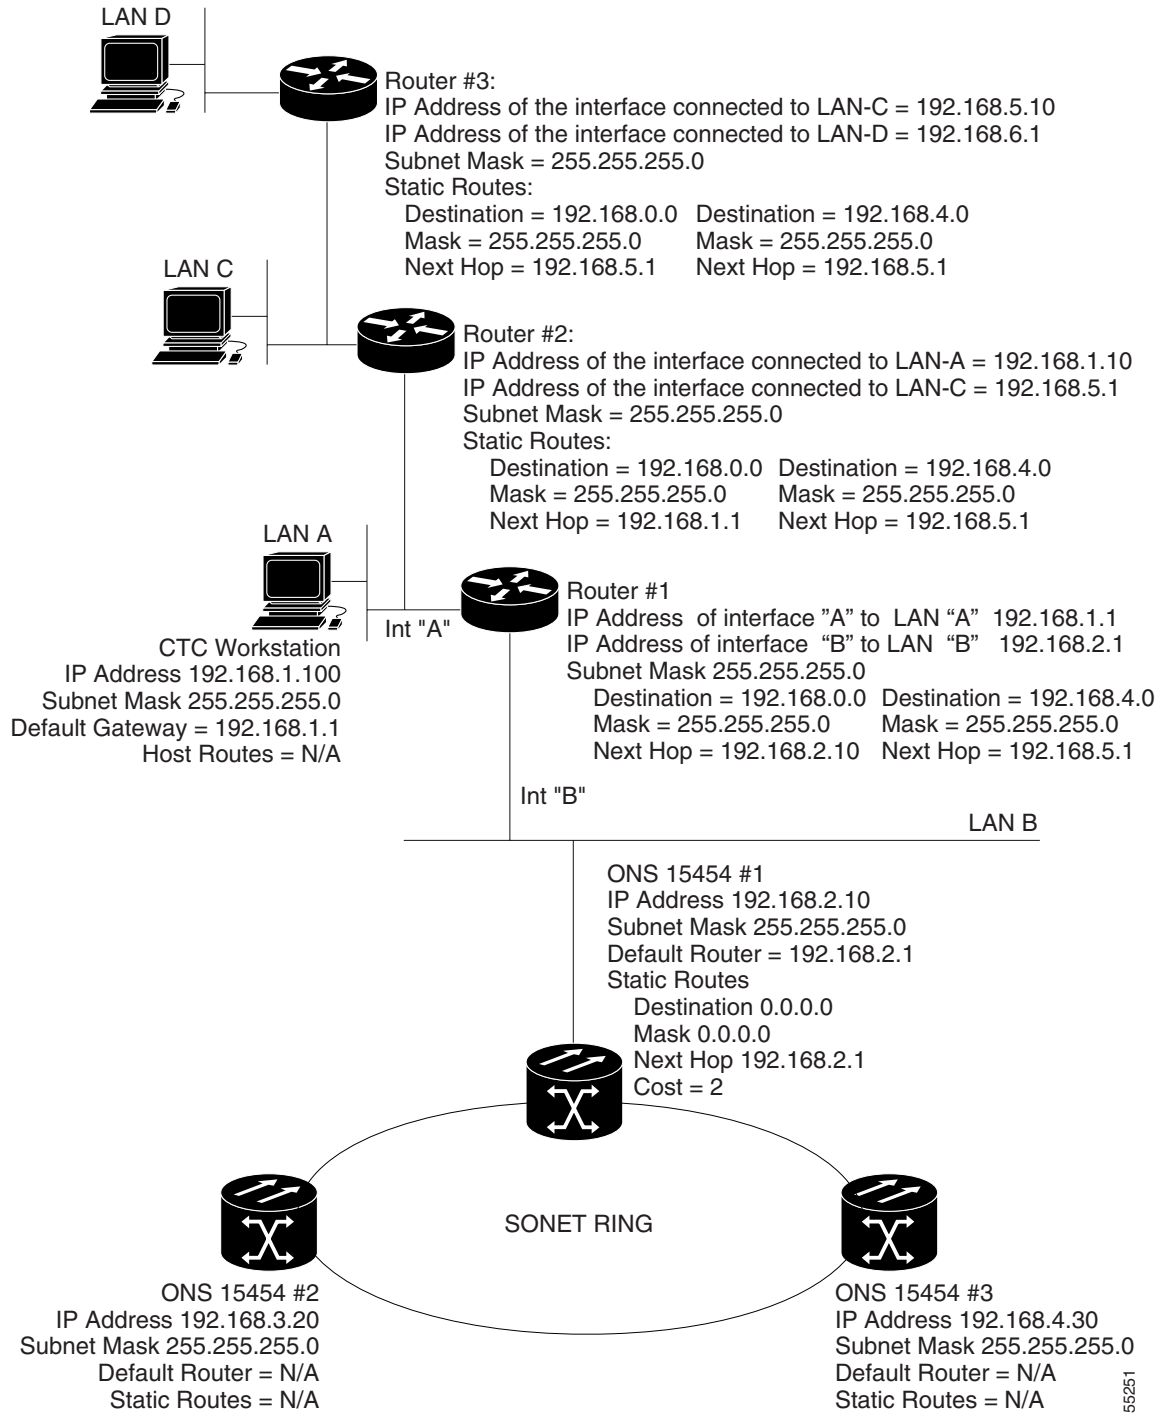 LAN D
Router #3:
IP Address of the interface connected to LAN-C = 192.168.5.10
IP Address of the interface connected to LAN-D = 192.168.6.1
Subnet Mask = 255.255.255.0
Static Routes:
Destination = 192.168.0.0 Destination = 192.168.4.0
Mask = 255.255.255.0 Mask = 255.255.255.0
Next Hop = 192.168.5.1 Next Hop = 192.168.5.1
LAN C
Router #2:
IP Address of the interface connected to LAN-A = 192.168.1.10
IP Address of the interface connected to LAN-C = 192.168.5.1
Subnet Mask = 255.255.255.0
Static Routes:
Destination = 192.168.0.0 Destination = 192.168.4.0
Mask = 255.255.255.0 Mask = 255.255.255.0
Next Hop = 192.168.1.1 Next Hop = 192.168.5.1
LAN A
Int "A"
CTC Workstation
IP Address 192.168.1.100
Subnet Mask 255.255.255.0
Default Gateway = 192.168.1.1
Host Routes = N/A
Router #1
IP Address of interface ”A” to LAN “A” 192.168.1.1
IP Address of interface “B” to LAN “B” 192.168.2.1
Subnet Mask 255.255.255.0
Destination = 192.168.0.0 Destination = 192.168.4.0
Mask = 255.255.255.0 Mask = 255.255.255.0
Next Hop = 192.168.2.10 Next Hop = 192.168.5.1
Int "B"
LAN B
ONS 15454 #1
IP Address 192.168.2.10
Subnet Mask 255.255.255.0
Default Router = 192.168.2.1
Static Routes
Destination 0.0.0.0
Mask 0.0.0.0
Next Hop 192.168.2.1
Cost = 2
SONET RING
ONS 15454 #2
IP Address 192.168.3.20
Subnet Mask 255.255.255.0
Default Router = N/A
Static Routes = N/A
ONS 15454 #3
IP Address 192.168.4.30
Subnet Mask 255.255.255.0
Default Router = N/A
Static Routes = N/A
55251